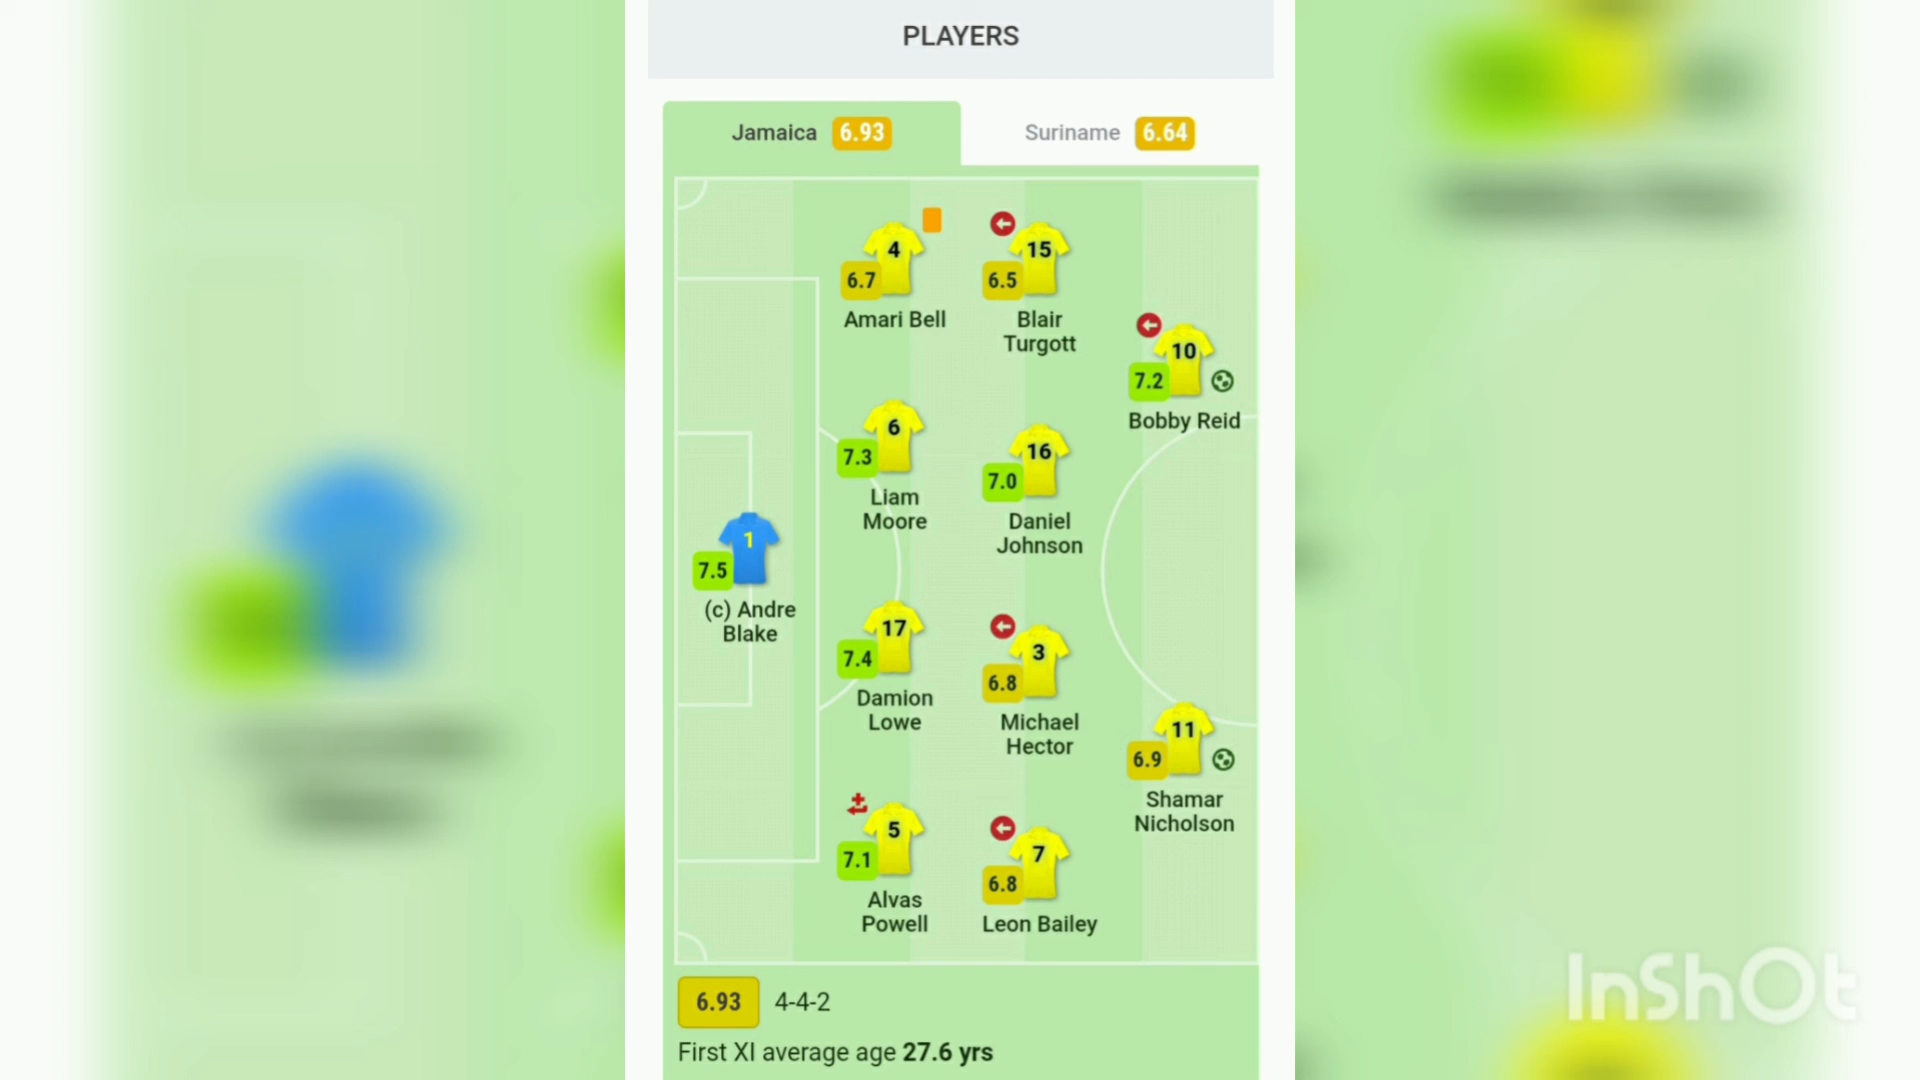 PLAYERS
Jamaica 6.93
Suriname 6.64
4
6.7
Amari Bell
15
6.5
Blair
Turgott
10
7.2
Bobby Reid
6
7.3
Liam
Moore
16
7.0
Daniel
Johnson
1
7.5
(c) Andre
Blake
17
7.4
Damion
Lowe
3
6.8
Michael
Hector
11
6.9
Shamar
Nicholson
5
7.1
Alvas
Powell
7
6.8
Leon Bailey
6.93 4-4-2
First XI average age 27.6 yrs
InShOt